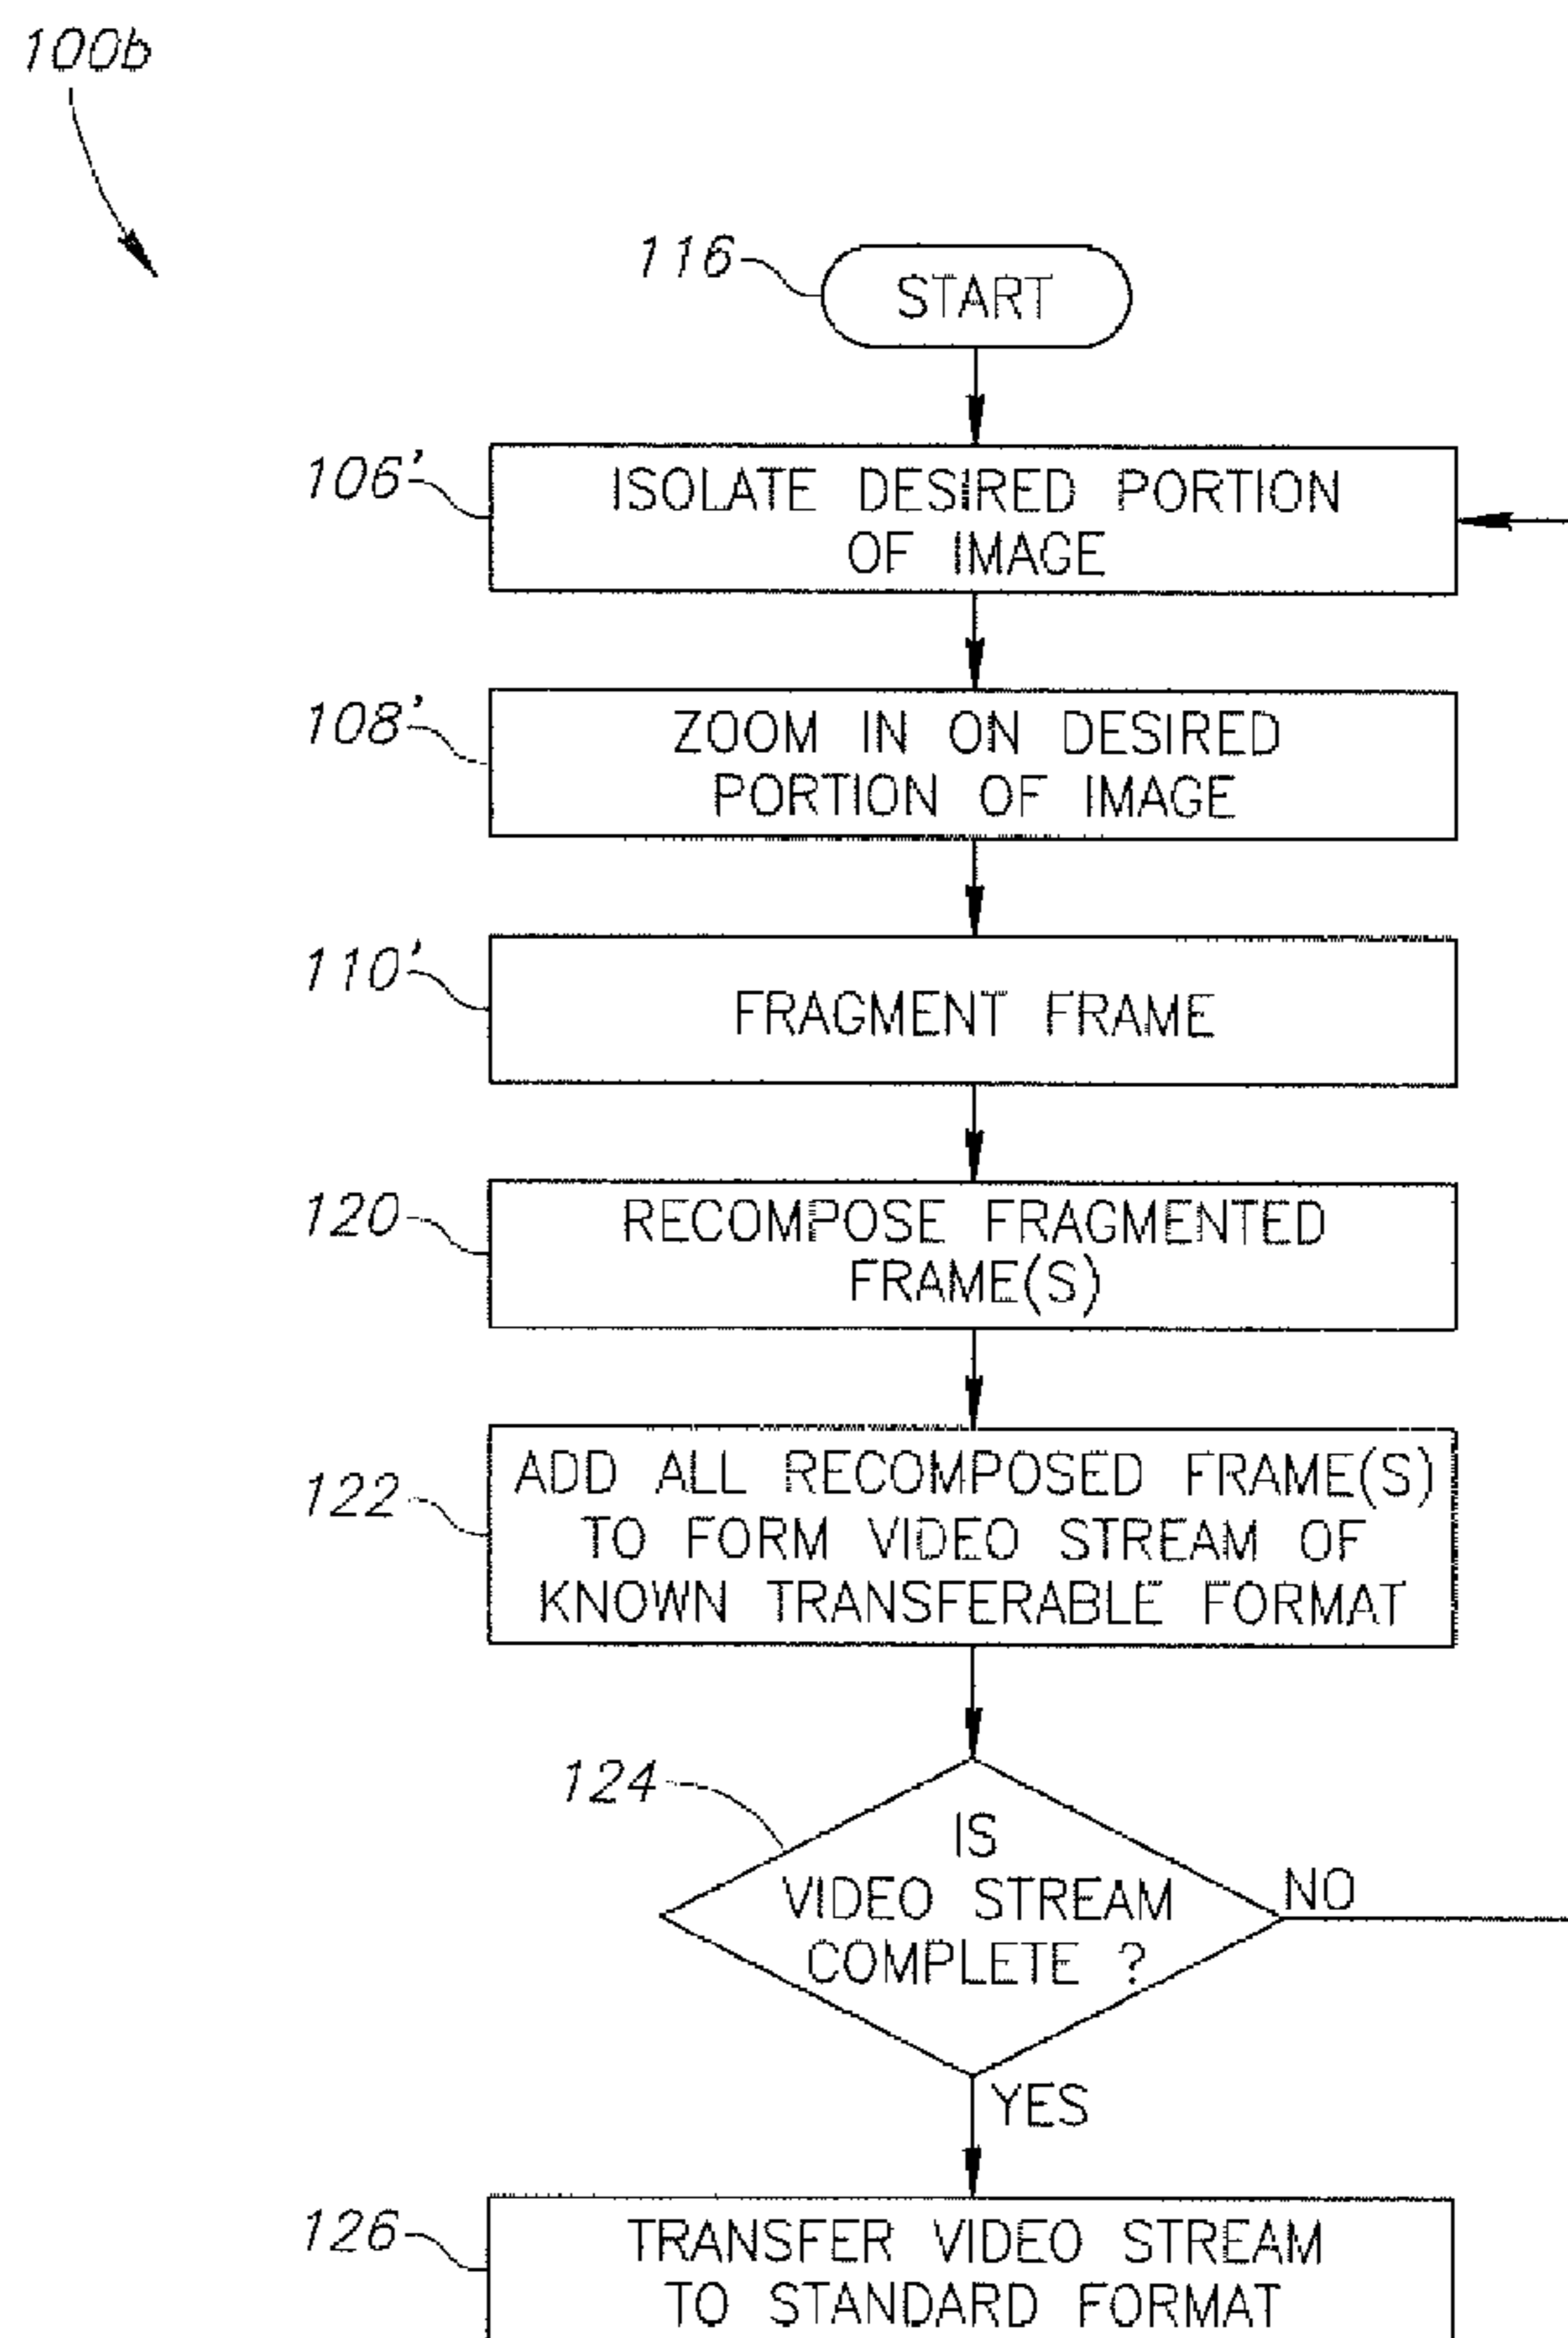 100b
116
START
106'
ISOLATE DESIRED PORTION
OF IMAGE
108'
ZOOM IN ON DESIRED
PORTION OF IMAGE
110'
FRAGMENT FRAME
120
RECOMPOSE FRAGMENTED
FRAME(S)
122
ADD ALL RECOMPOSED FRAME(S)
TO FORM VIDEO STREAM OF
KNOWN TRANSFERABLE FORMAT
124
IS
VIDEO STREAM
COMPLETE ?
NO
YES
126
TRANSFER VIDEO STREAM
TO STANDARD FORMAT